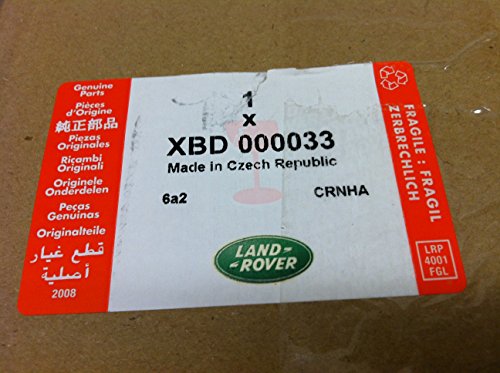 Genuine
Parts
Pièces
d'Origine
純正部品
Piezas
Originales
Ricambi
Originali
Originele
Onderdelen
Peças
Genuinas
Originalteile
قطع غيار
أصلية
2008
1
x
XBD 000033
Made in Czech Republic
6a2
CRNHA
LAND-
-ROVER
FRAGILE : FRAGIL
ZERBRECHLICH
LRP
4001
FGL